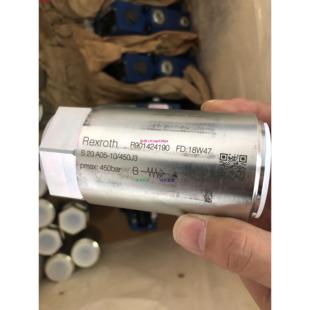 Rexroth R901424190 FD:18W47
S 20 A05-10/450J3
pmax: 450bar B A